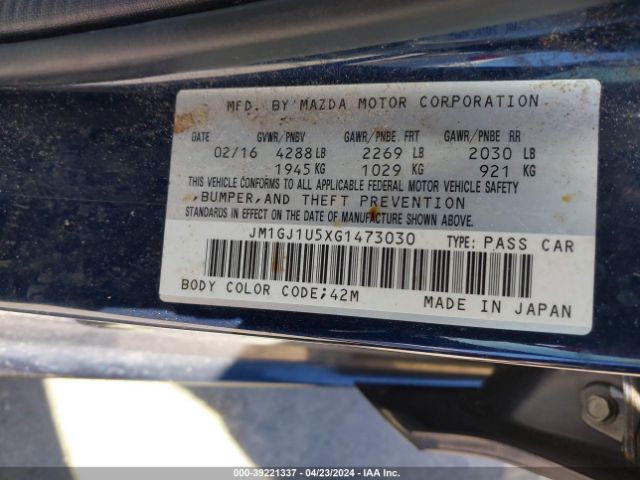 MFD. BY MAZDA MOTOR CORPORATION
DATE GVWR/PNBV GAWR/PNBE FRT GAWR/PNBE RR
02/16 4288 LB 2269 LB 2030 LB
1945 KG 1029 KG 921 KG
THIS VEHICLE CONFORMS TO ALL APPLICABLE FEDERAL MOTOR VEHICLE SAFETY
,BUMPER,AND THEFT PREVENTION
STANDARDS IN EFFECT ON THE DATE OF MANUFACTURE SHOWN ABOVE.
JM1GJ1U5XG1473030 TYPE: PASS CAR
BODY COLOR CODE;42M MADE IN JAPAN
000-39221337 - 04/23/2024 - IAA Inc.